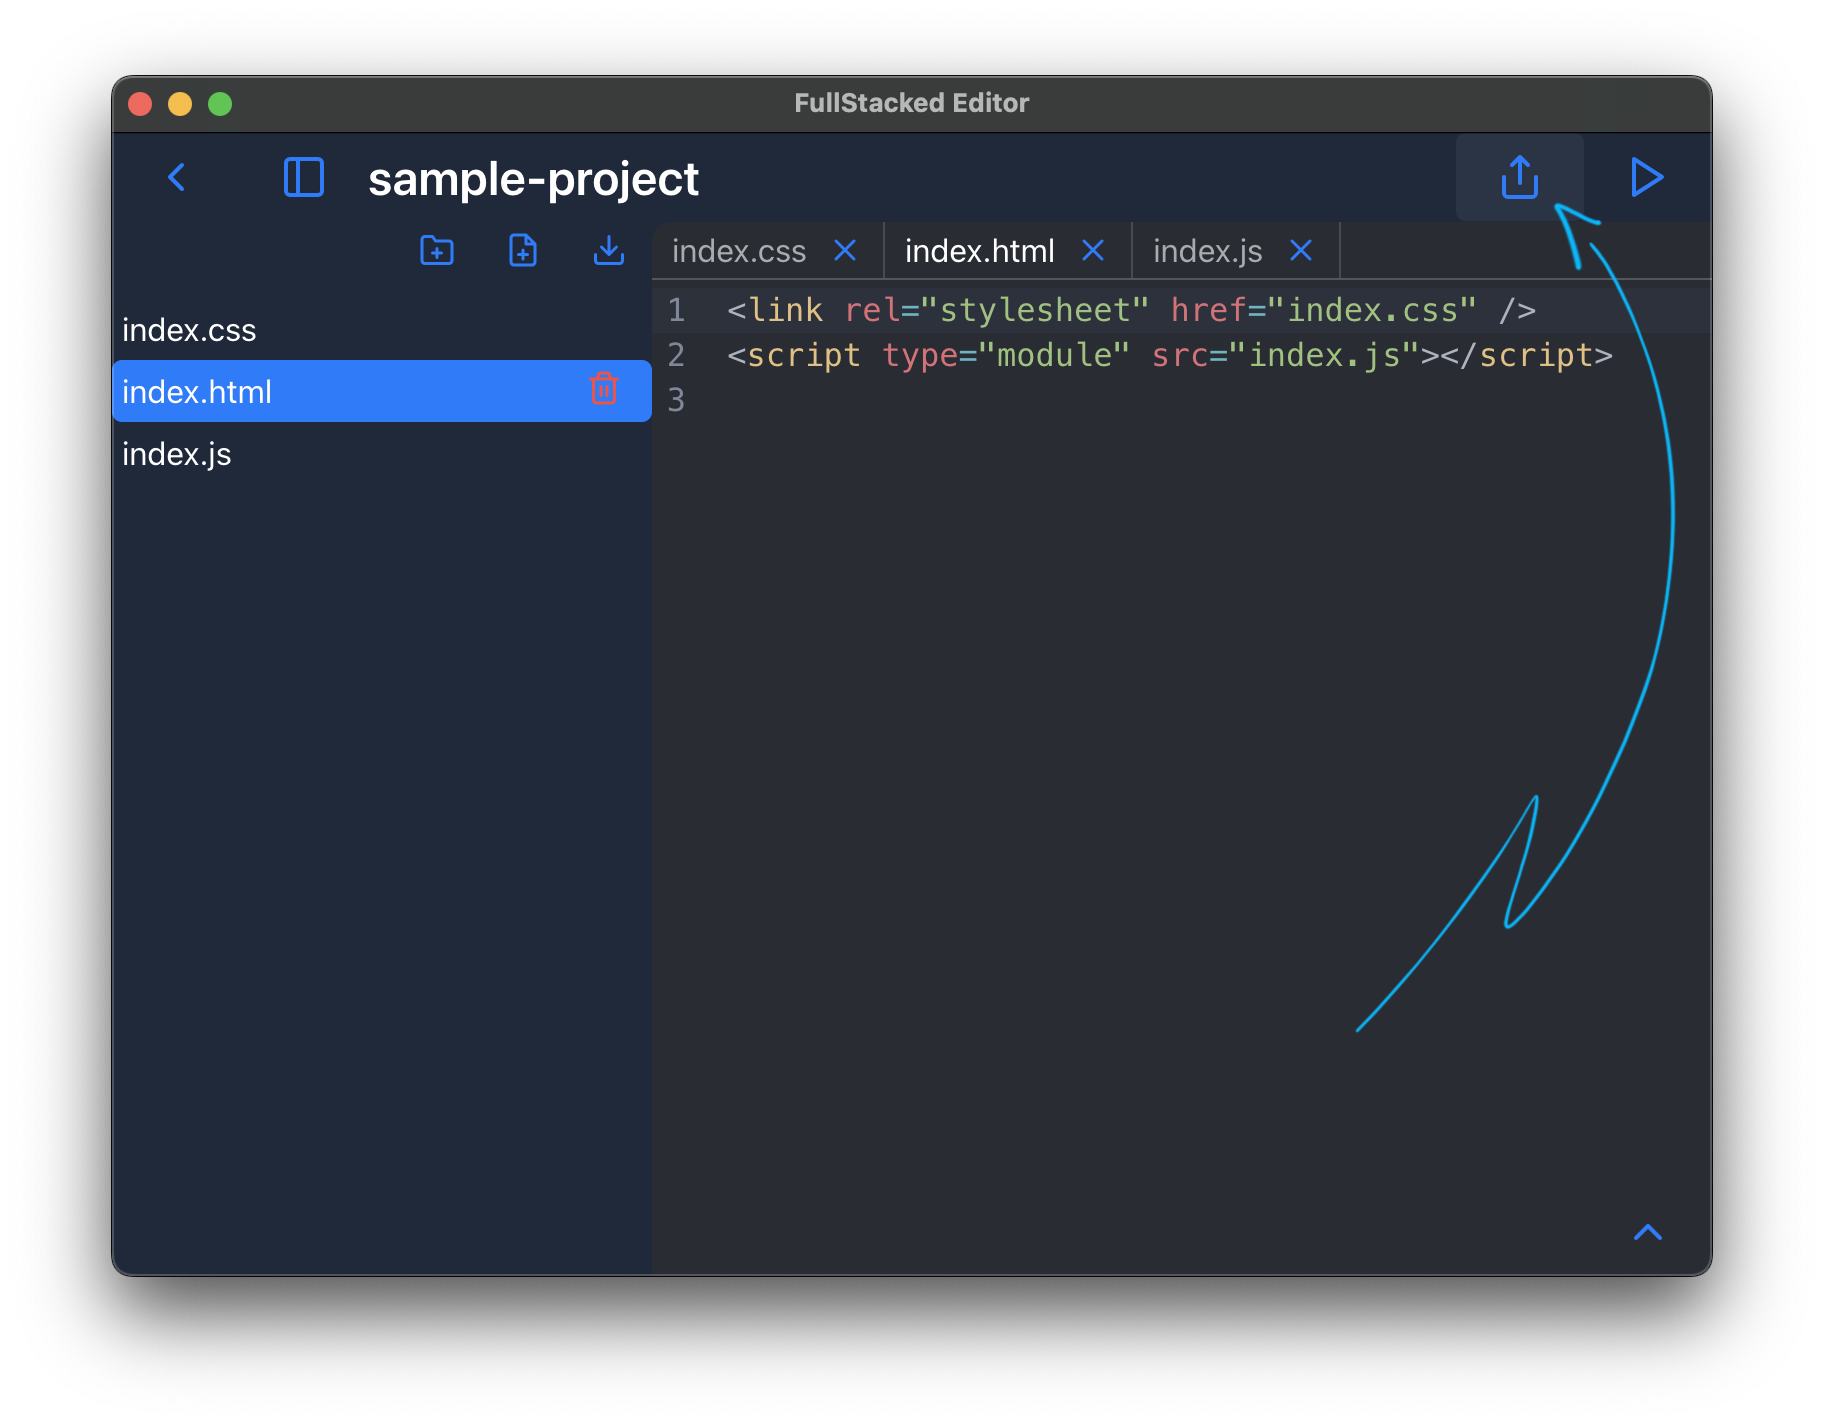 FullStacked Editor
sample-project
index.css
index.html
index.js
index.css index.html index.js
1 <link rel="stylesheet" href="index.css" />
2 <script type="module" src="index.js"></script>
3